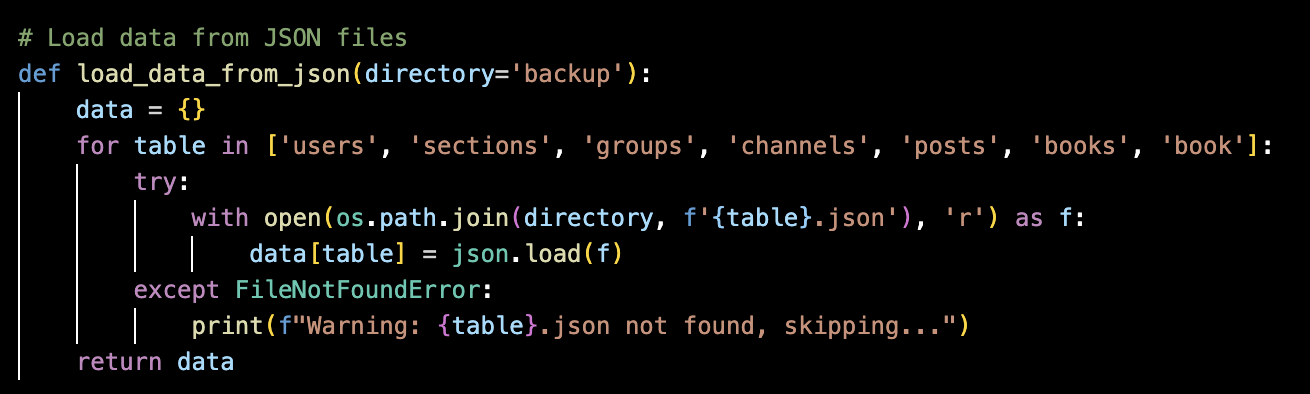 # Load data from JSON files
def load_data_from_json(directory='backup'):
    data = {}
    for table in ['users', 'sections', 'groups', 'channels', 'posts', 'books', 'book']:
        try:
            with open(os.path.join(directory, f'{table}.json'), 'r') as f:
                data[table] = json.load(f)
        except FileNotFoundError:
            print(f"Warning: {table}.json not found, skipping...")
    return data